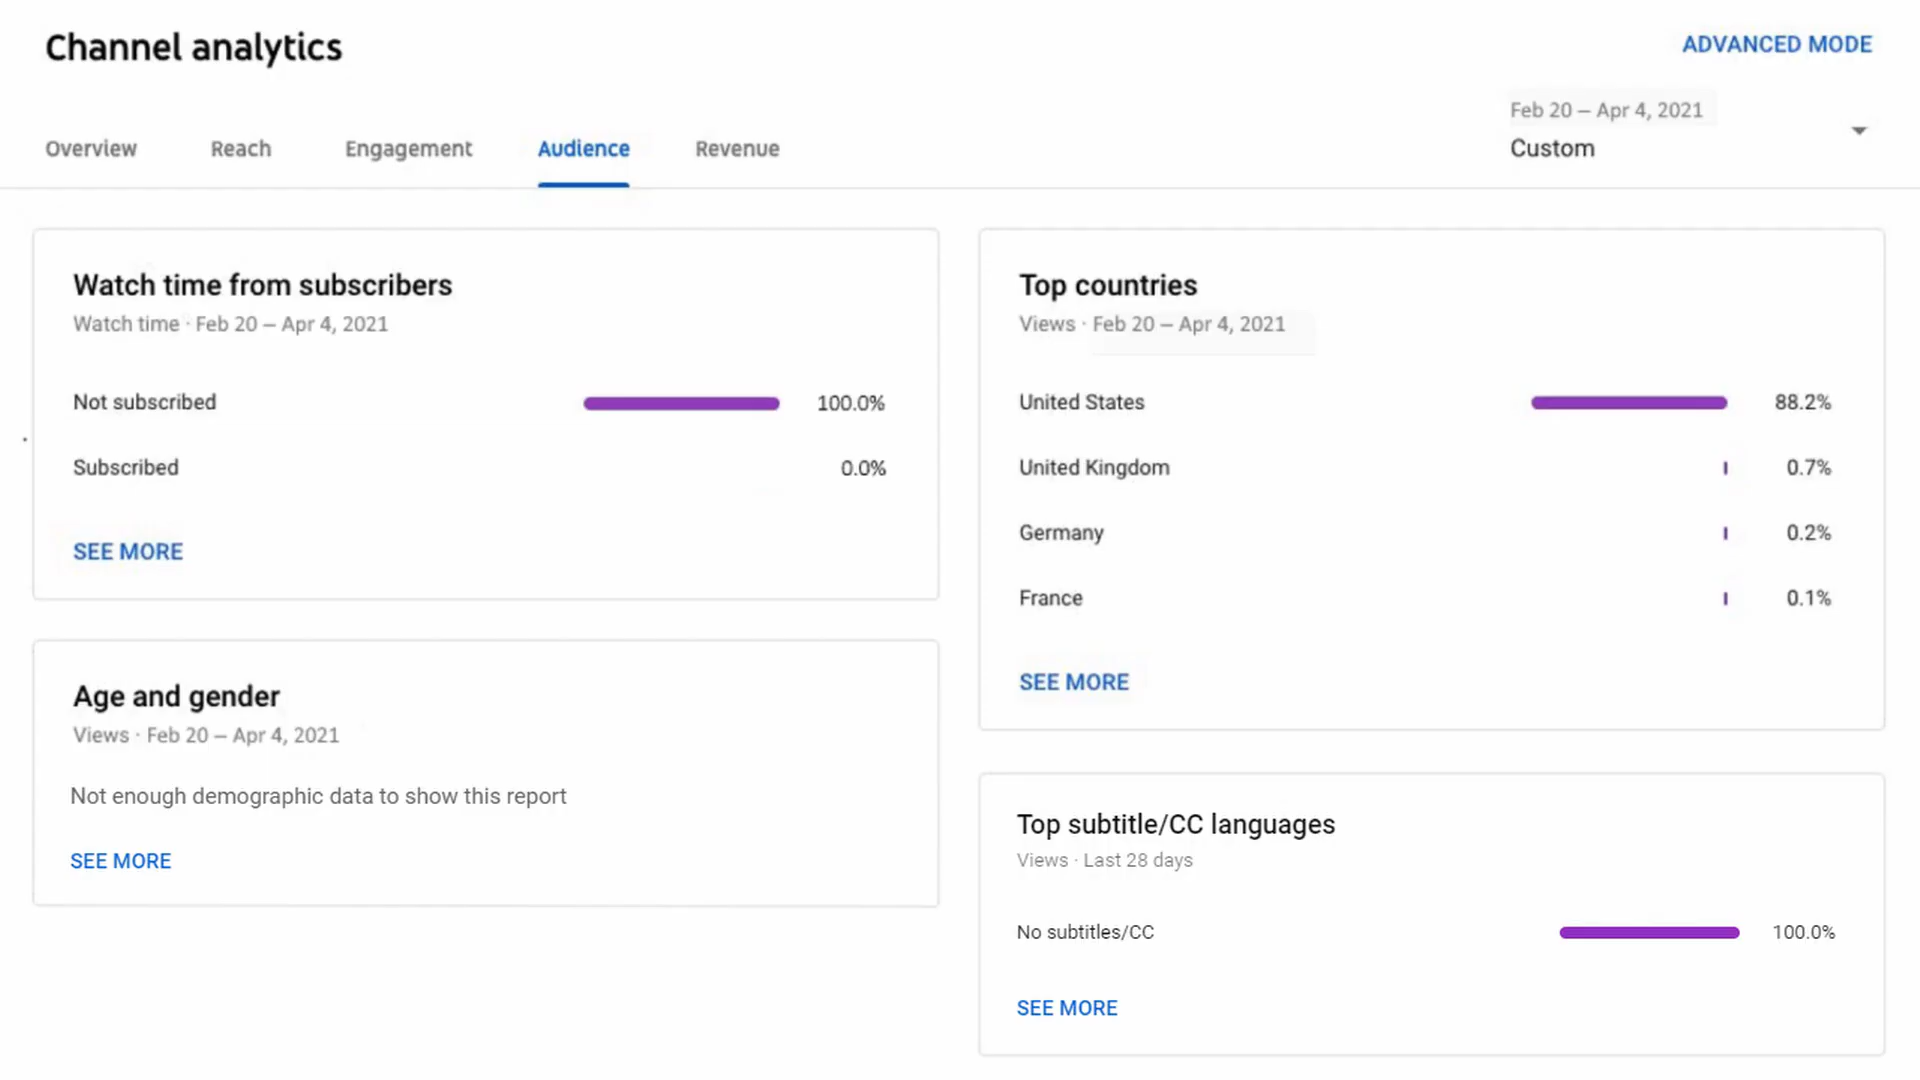 Channel analytics
ADVANCED MODE
Feb 20 – Apr 4, 2021
Custom
Overview Reach Engagement Audience Revenue
Watch time from subscribers
Watch time · Feb 20 – Apr 4, 2021
Not subscribed 100.0%
Subscribed 0.0%
SEE MORE
Age and gender
Views · Feb 20 – Apr 4, 2021
Not enough demographic data to show this report
SEE MORE
Top countries
Views · Feb 20 – Apr 4, 2021
United States 88.2%
United Kingdom 0.7%
Germany 0.2%
France 0.1%
SEE MORE
Top subtitle/CC languages
Views · Last 28 days
No subtitles/CC 100.0%
SEE MORE